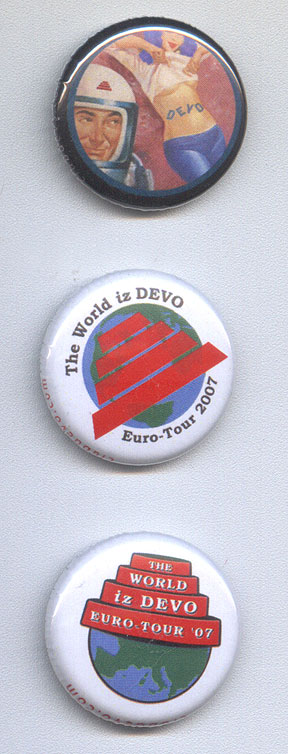 DEVO
The World iz DEVO
Euro-Tour 2007
THE
WORLD
iz DEVO
EURO-TOUR '07